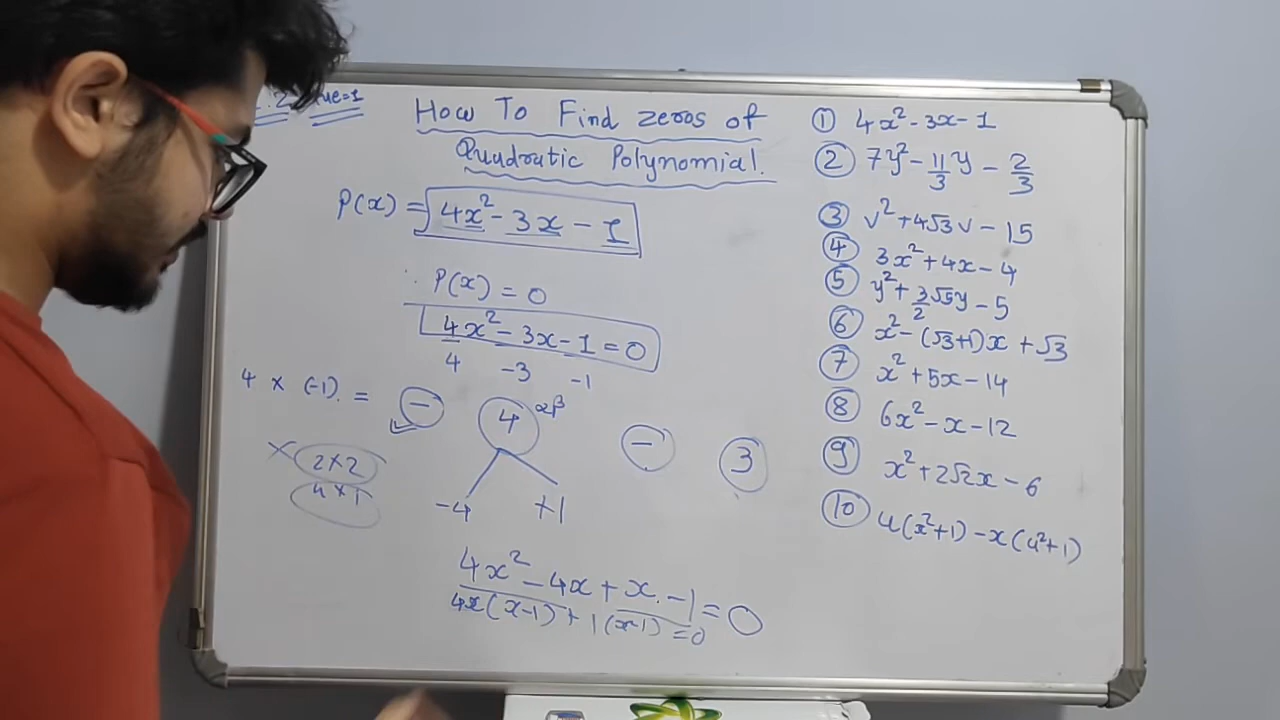 How To Find zeros of
Quadratic Polynomial.
P(x) = 4x² - 3x - 1
P(x) = 0
4x² - 3x - 1 = 0
4 -3 -1
4 × (-1) = - 4 αβ - 3
× 2×2
4×1
-4 +1
4x² - 4x + x - 1 = 0
4x(x-1) + 1(x-1) = 0
① 4x² - 3x - 1
② 7y² - 11/3 y - 2/3
③ v² + 4√3v - 15
④ 3x² + 4x - 4
⑤ y² + 3/2 √5y - 5
⑥ x² - (√3+1)x + √3
⑦ x² + 5x - 14
⑧ 6x² - x - 12
⑨ x² + 2√2x - 6
⑩ 4(x²+1) - x(4²+1)